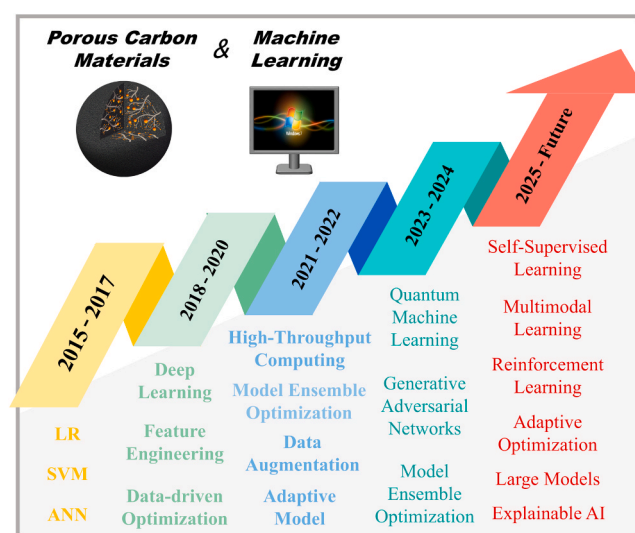 Porous Carbon
Materials
&
Machine
Learning
2015 - 2017
2018 - 2020
2021 - 2022
2023 - 2024
2025 - Future
LR
SVM
ANN
Deep
Learning
Feature
Engineering
Data-driven
Optimization
High-Throughput
Computing
Model Ensemble
Optimization
Data
Augmentation
Adaptive
Model
Quantum
Machine
Learning
Generative
Adversarial
Networks
Model
Ensemble
Optimization
Self-Supervised
Learning
Multimodal
Learning
Reinforcement
Learning
Adaptive
Optimization
Large Models
Explainable AI